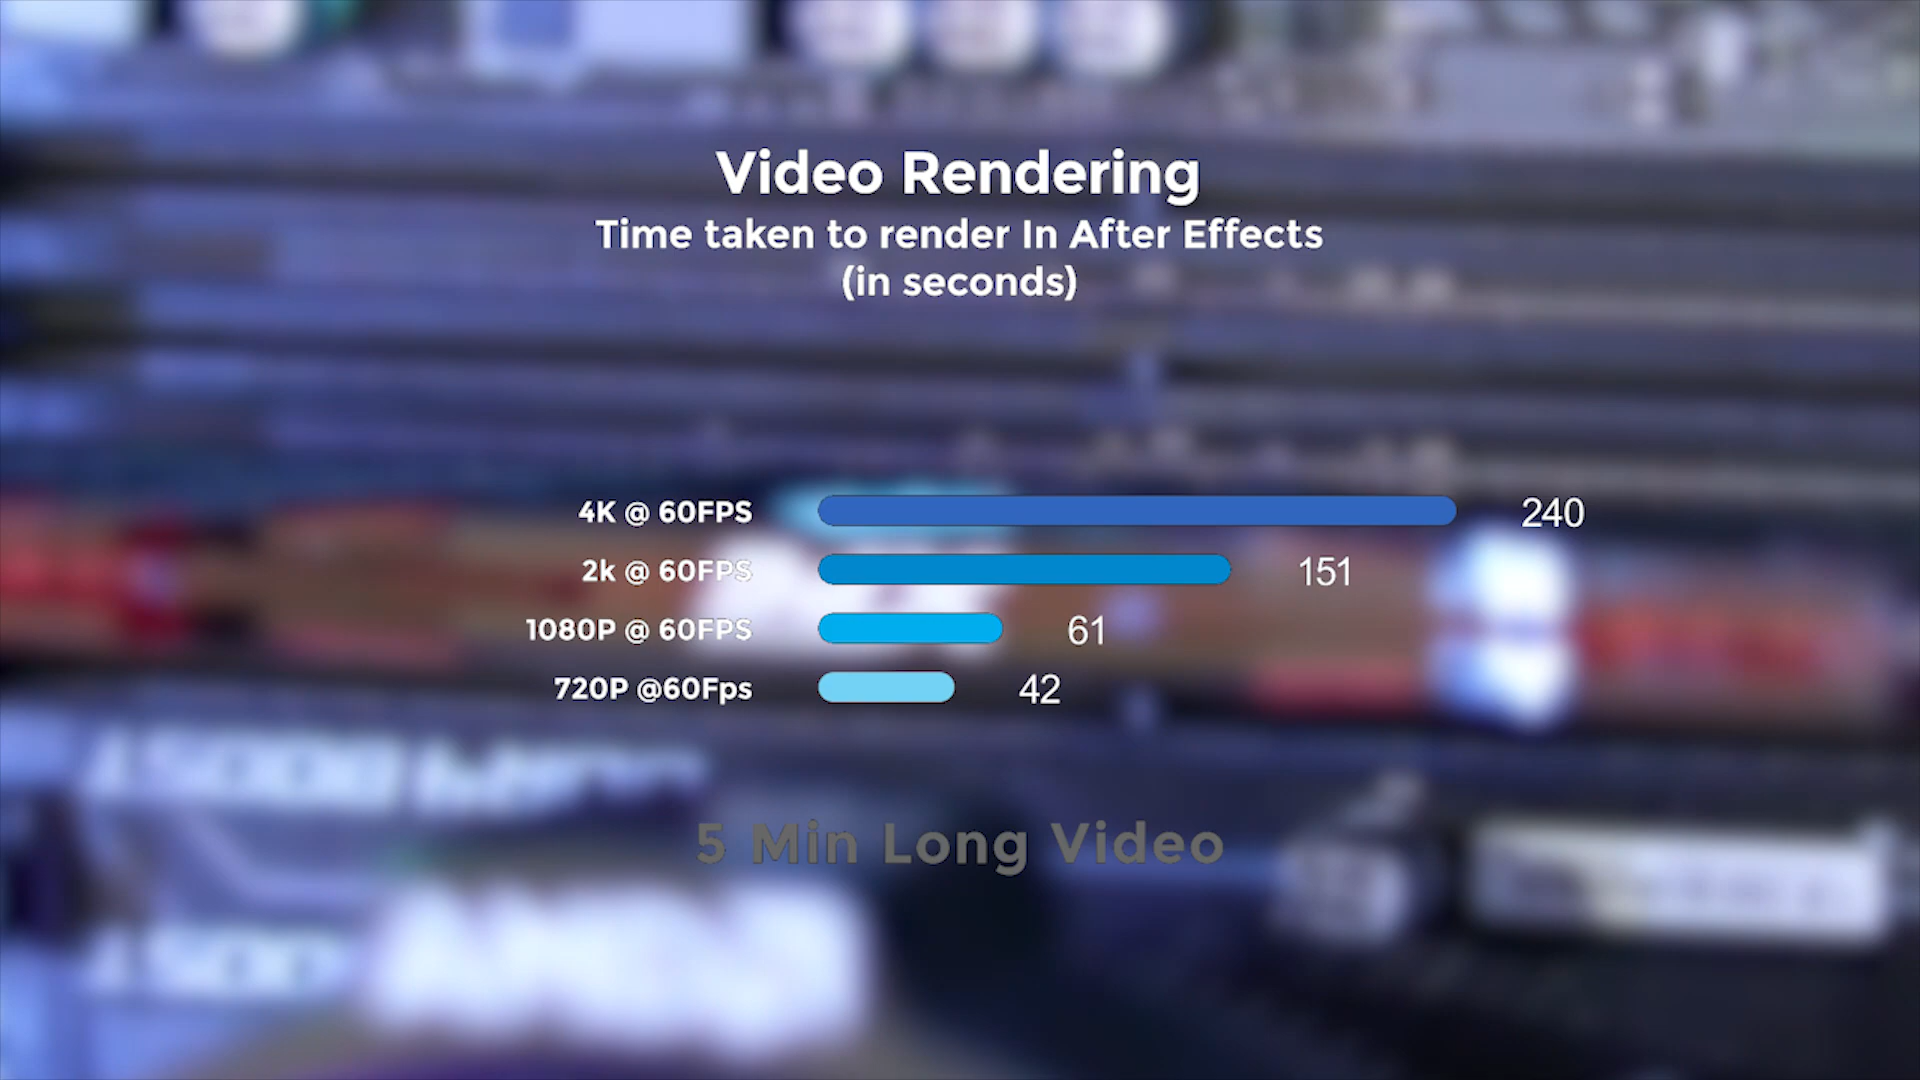 Video Rendering
Time taken to render In After Effects
(in seconds)
4K @ 60FPS 240
2k @ 60FPS 151
1080P @ 60FPS 61
720P @60Fps 42
5 Min Long Video